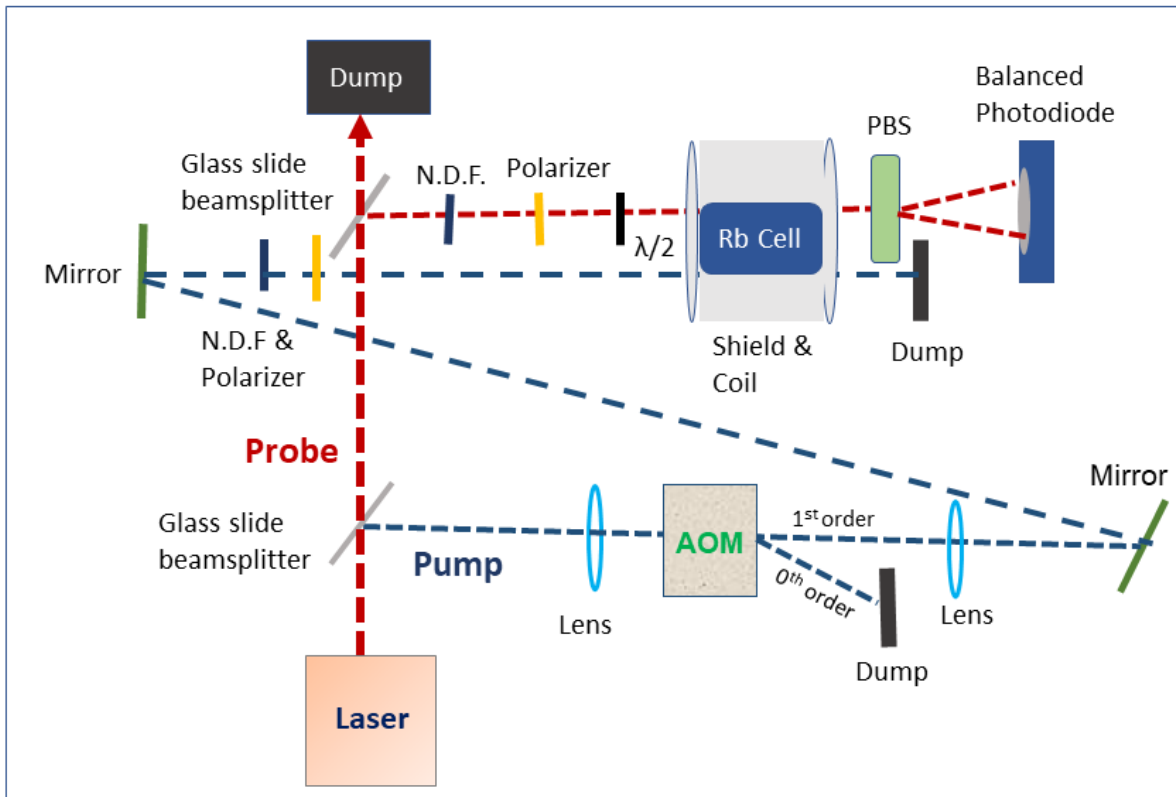 Dump
Balanced
Photodiode
PBS
Glass slide
beamsplitter
N.D.F.
Polarizer
λ/2
Rb Cell
Mirror
N.D.F &
Polarizer
Shield &
Coil
Dump
Probe
Mirror
Glass slide
beamsplitter
Pump
Lens
AOM
1st order
0th order
Lens
Dump
Laser